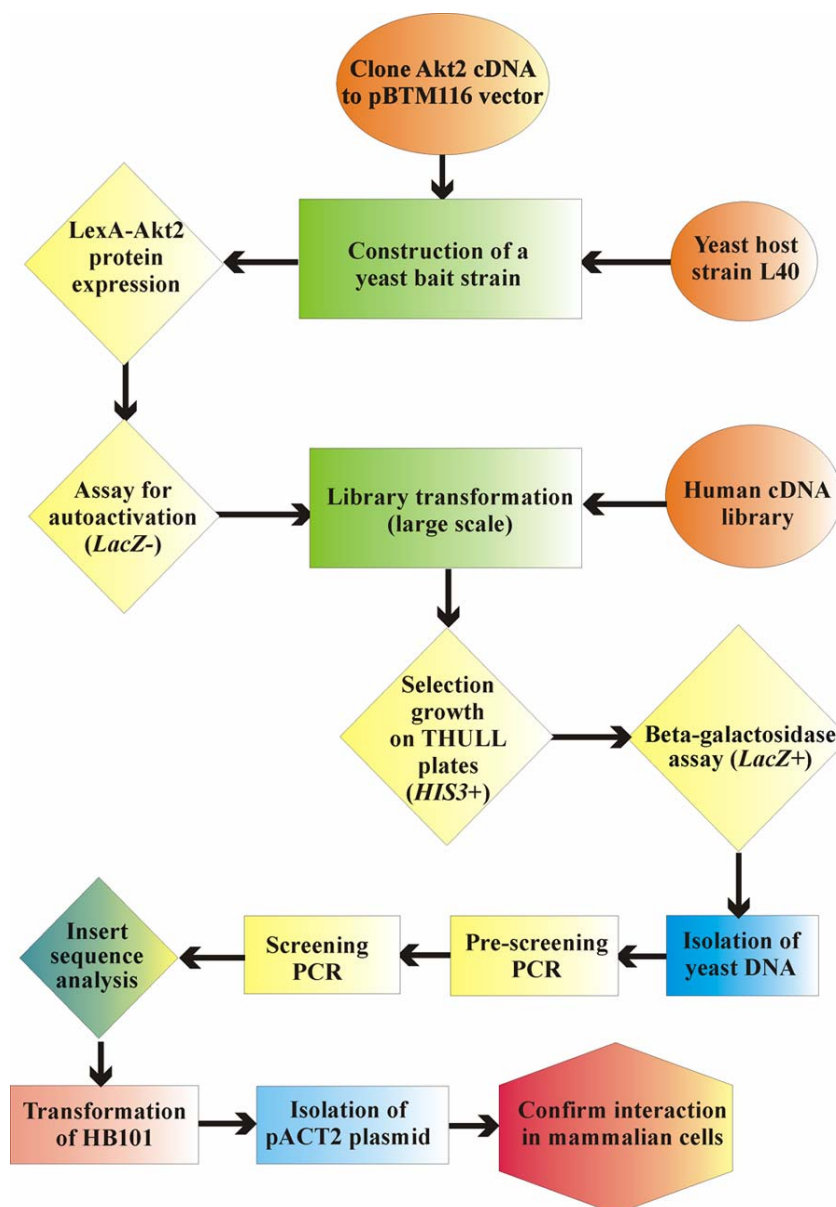 Clone Akt2 cDNA
to pBTM116 vector
LexA-Akt2
protein
expression
Construction of a
yeast bait strain
Yeast host
strain L40
Assay for
autoactivation
(LacZ-)
Library transformation
(large scale)
Human cDNA
library
Selection
growth
on THULL
plates
(HIS3+)
Beta-galactosidase
assay (LacZ+)
Insert
sequence
analysis
Screening
PCR
Pre-screening
PCR
Isolation of
yeast DNA
Transformation
of HB101
Isolation of
pACT2 plasmid
Confirm interaction
in mammalian cells